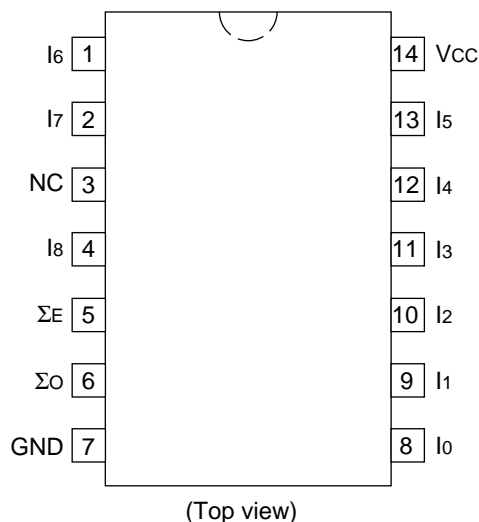 I6 1 14 VCC
I7 2 13 I5
NC 3 12 I4
I8 4 11 I3
ΣE 5 10 I2
ΣO 6 9 I1
GND 7 8 I0
(Top view)